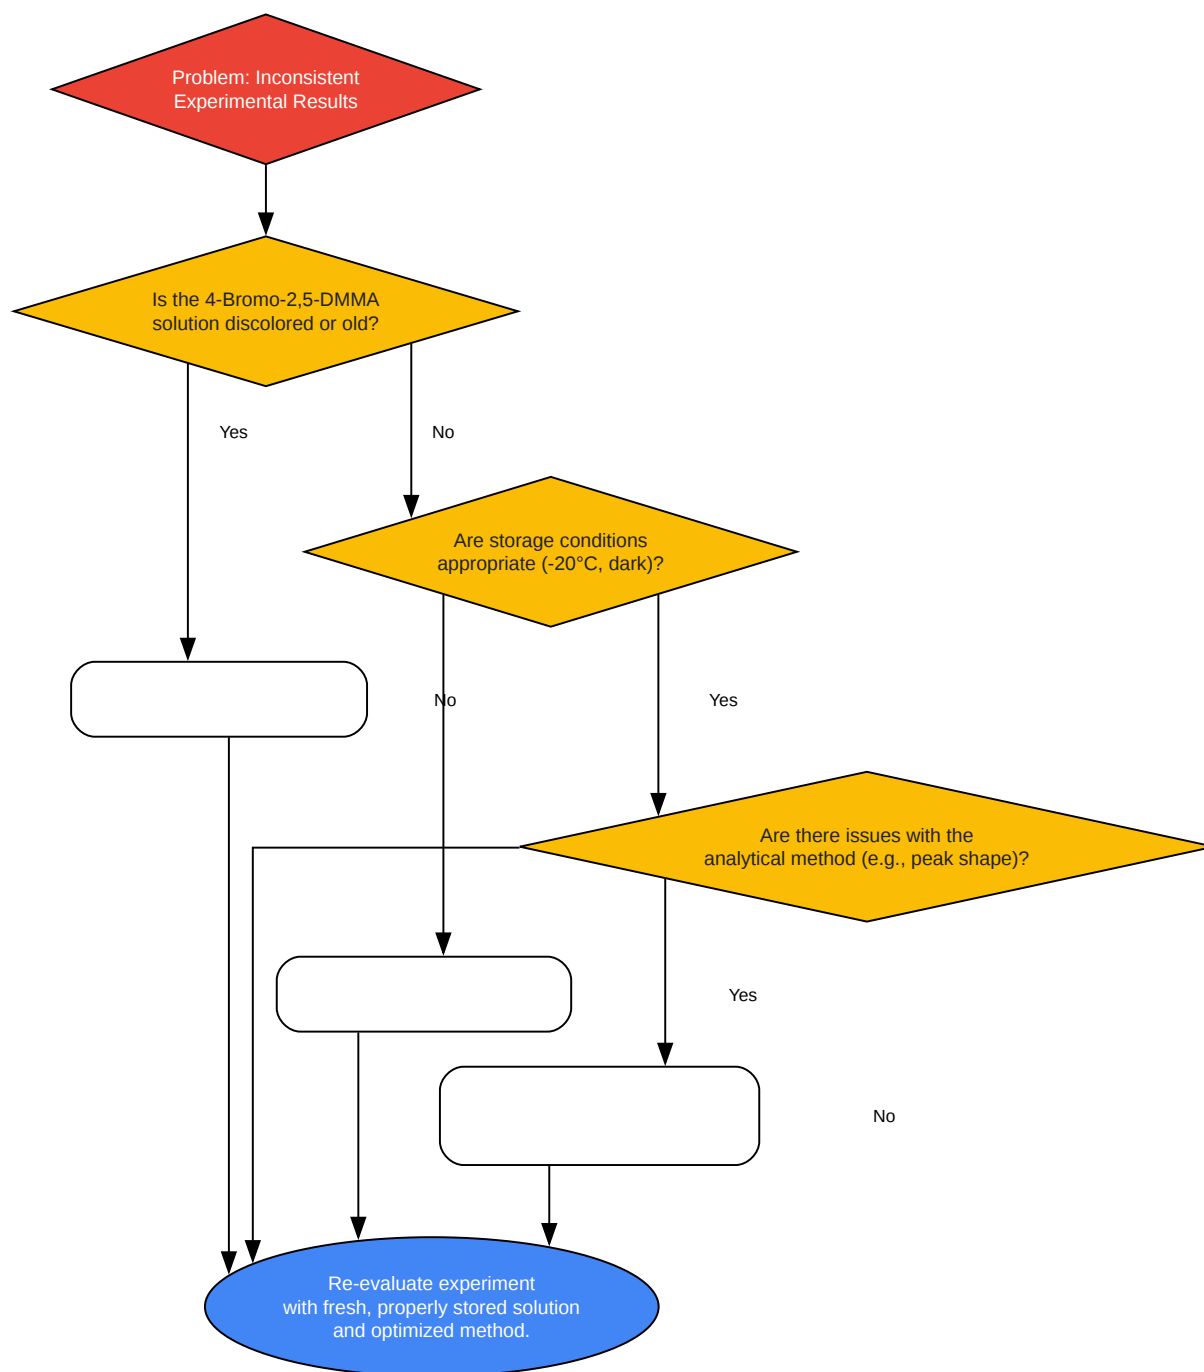 Problem: Inconsistent
Experimental Results
Is the 4-Bromo-2,5-DMMA
solution discolored or old?
Yes
No
Are storage conditions
appropriate (-20°C, dark)?
No
Yes
Are there issues with the
analytical method (e.g., peak shape)?
Yes
No
Re-evaluate experiment
with fresh, properly stored solution
and optimized method.